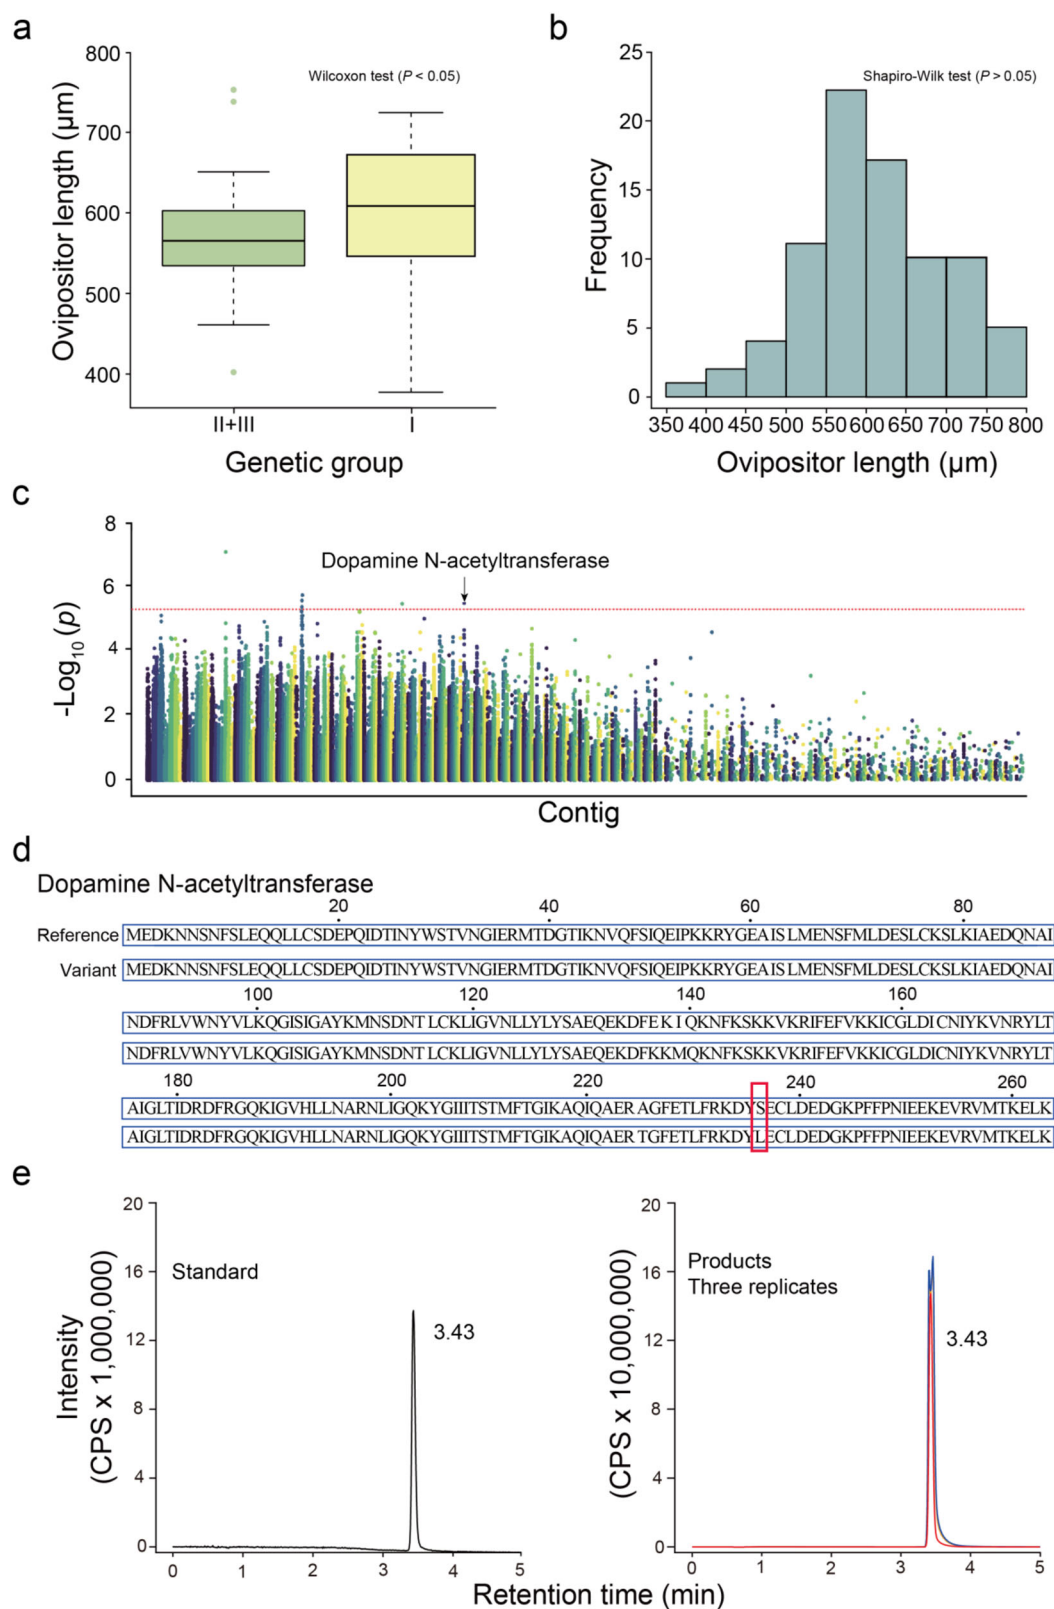 a
800
700
600
500
400
Ovipositor length (μm)
Wilcoxon test (P < 0.05)
II+III
I
Genetic group
b
25
20
15
10
5
0
Frequency
Shapiro-Wilk test (P > 0.05)
350 400 450 500 550 600 650 700 750 800
Ovipositor length (μm)
c
8
6
4
2
0
-Log10 (p)
Dopamine N-acetyltransferase
Contig
d
Dopamine N-acetyltransferase
20 40 60 80
Reference MEDKNNSNFSLEQQLLCSDEPQIDTINYWSTVNGIERMTDGTIKNVQFSIQEIPKKRYGEAISLMENSFMLDESLCKSLKIAEDQNAI
Variant MEDKNNSNFSLEQQLLCSDEPQIDTINYWSTVNGIERMTDGTIKNVQFSIQEIPKKRYGEAISLMENSFMLDESLCKSLKIAEDQNAI
100 120 140 160
NDFRLVWNYVLKQGISIGAYKMNSDNTLCKLIGVNLLYLYSAEQEKDFEKIQKNFKSKKVKRIFEFVKKICGLDICNIYKVNRYLT
NDFRLVWNYVLKQGISIGAYKMNSDNTLCKLIGVNLLYLYSAEQEKDFKKMQKNFKSKKVKRIFEFVKKICGLDICNIYKVNRYLT
180 200 220 240 260
AIGLTIDRDFRGQKIGVHLLNARNLIGQKYGIIITSTMFTGIKAQIQAERAGFETLFRKDYSECLDEDGKPFFPNIEEKEVRVMTKELK
AIGLTIDRDFRGQKIGVHLLNARNLIGQKYGIIITSTMFTGIKAQIQAERTGFETLFRKDYLECLDEDGKPFFPNIEEKEVRVMTKELK
e
20
16
12
8
4
0
Intensity
(CPS x 1,000,000)
Standard
3.43
0 1 2 3 4 5
20
16
12
8
4
0
(CPS x 10,000,000)
Products
Three replicates
3.43
0 1 2 3 4 5
Retention time (min)